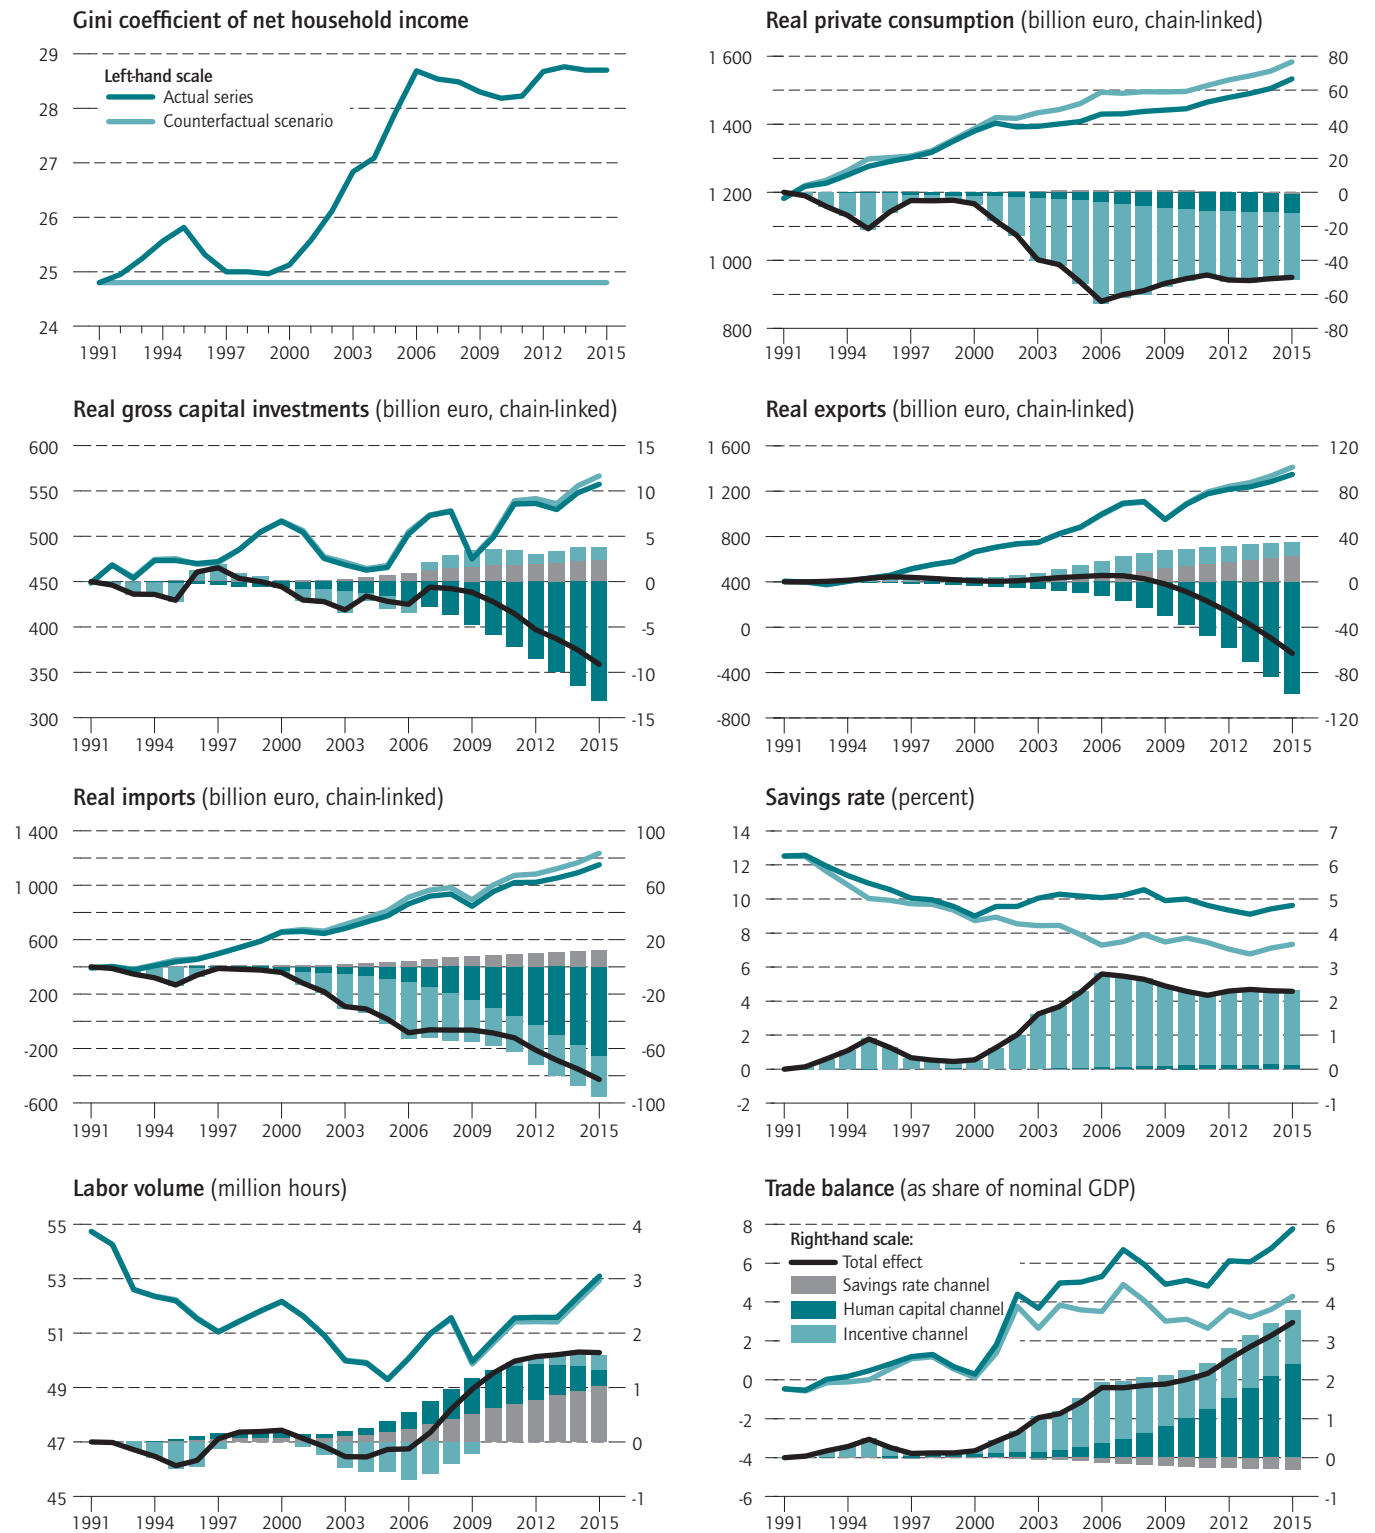 Gini coefficient of net household income
29
28
27
26
25
24
Left-hand scale
Actual series
Counterfactual scenario
1991 1994 1997 2000 2003 2006 2009 2012 2015
Real private consumption (billion euro, chain-linked)
1 600 80
60
1 400 40
20
1 200 0
-20
1 000 -40
-60
800 -80
1991 1994 1997 2000 2003 2006 2009 2012 2015
Real gross capital investments (billion euro, chain-linked)
600 15
550 10
500 5
450 0
400 -5
350 -10
300 -15
1991 1994 1997 2000 2003 2006 2009 2012 2015
Real exports (billion euro, chain-linked)
1 600 120
1 200 80
800 40
400 0
0 -40
-400 -80
-800 -120
1991 1994 1997 2000 2003 2006 2009 2012 2015
Real imports (billion euro, chain-linked)
1 400 100
1 000 60
600 20
200 -20
-200 -60
-600 -100
1991 1994 1997 2000 2003 2006 2009 2012 2015
Savings rate (percent)
14 7
12 6
10 5
8 4
6 3
4 2
2 1
0 0
-2 -1
1991 1994 1997 2000 2003 2006 2009 2012 2015
Labor volume (million hours)
55 4
53 3
51 2
49 1
47 0
45 -1
1991 1994 1997 2000 2003 2006 2009 2012 2015
Trade balance (as share of nominal GDP)
8 6
6 5
4 4
2 3
0 2
-2 1
-4 0
-6 -1
Right-hand scale:
Total effect
Savings rate channel
Human capital channel
Incentive channel
1991 1994 1997 2000 2003 2006 2009 2012 2015